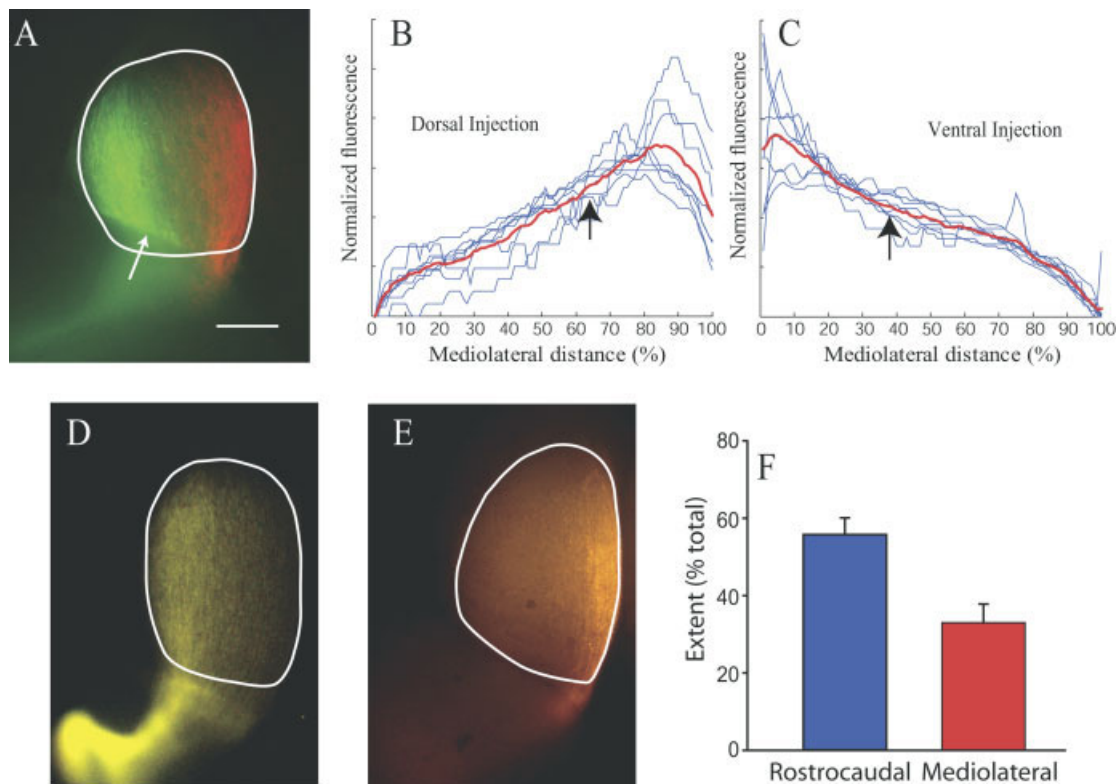 A
B
C
Normalized fluorescence
Dorsal Injection
0 10 20 30 40 50 60 70 80 90 100
Mediolateral distance (%)
Normalized fluorescence
Ventral Injection
0 10 20 30 40 50 60 70 80 90 100
Mediolateral distance (%)
D
E
F
Extent (% total)
80
60
40
20
0
Rostrocaudal Mediolateral